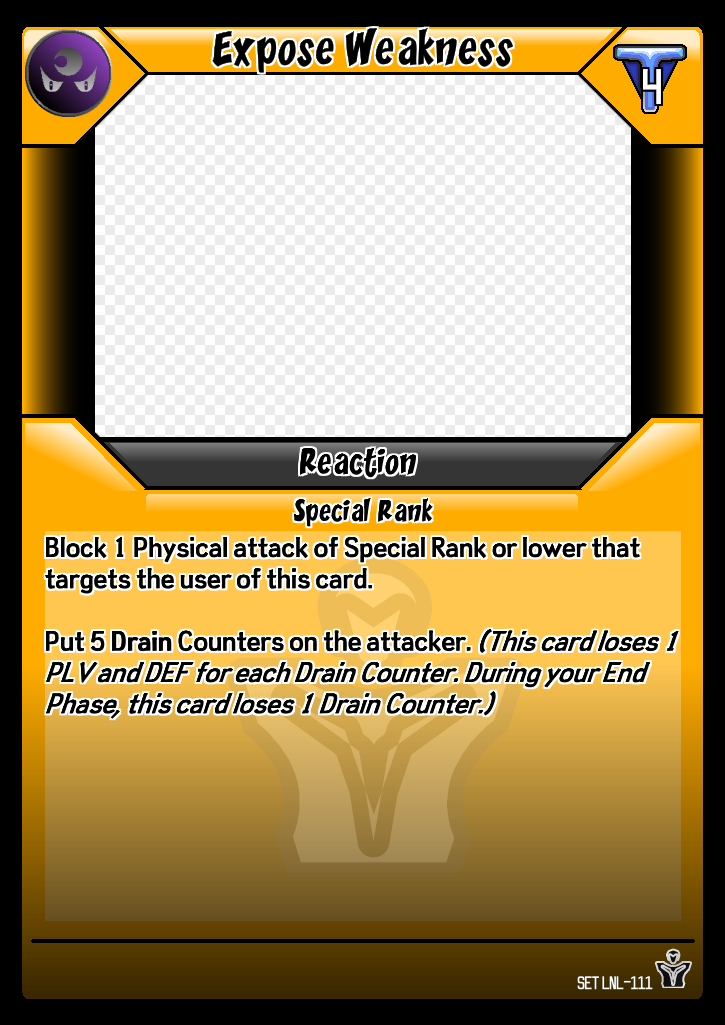 Expose Weakness
4
Reaction
Special Rank
Block 1 Physical attack of Special Rank or lower that
targets the user of this card.
Put 5 Drain Counters on the attacker. (This card loses 1
PLV and DEF for each Drain Counter. During your End
Phase, this card loses 1 Drain Counter.)
SET LNL-111